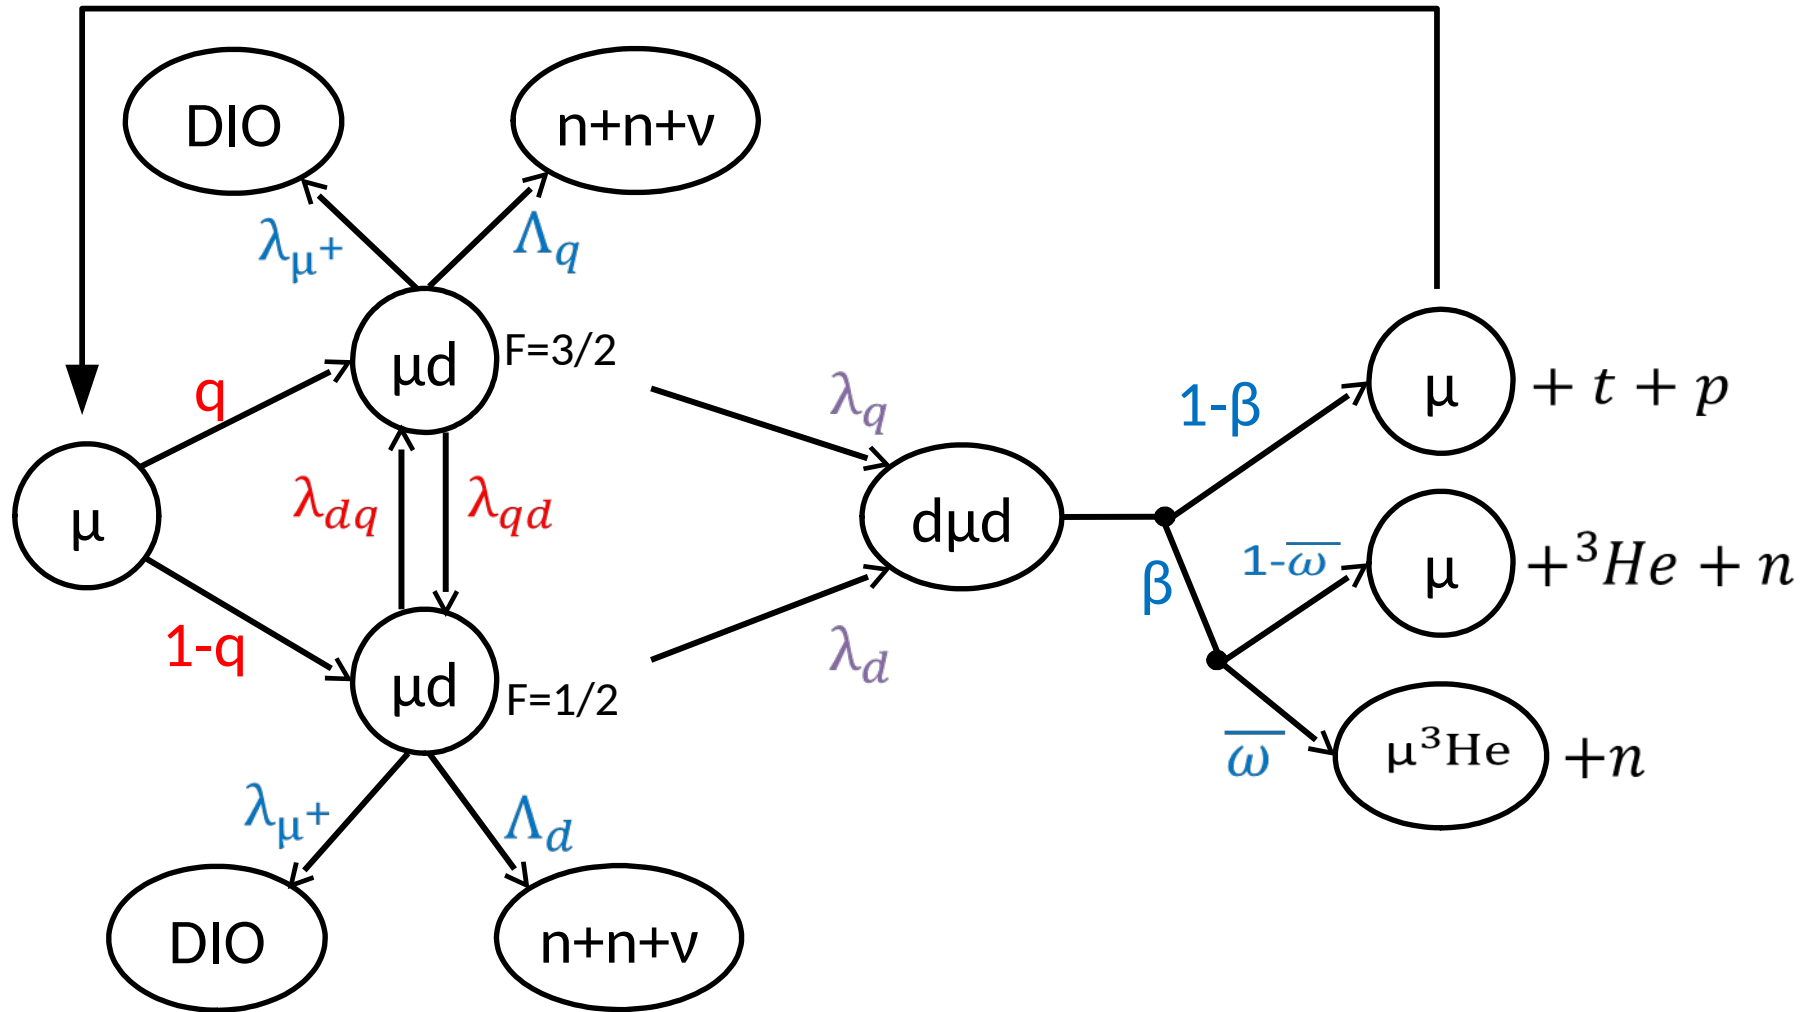 DIO
n+n+ν
λμ+
Λq
μd
F=3/2
q
λq
1-β
μ
+ t + p
λdq
λqd
μ
dμd
β
1-ω̅
μ
+³He + n
1-q
μd
F=1/2
λd
ω̅
μ³He
+n
λμ+
Λd
DIO
n+n+ν